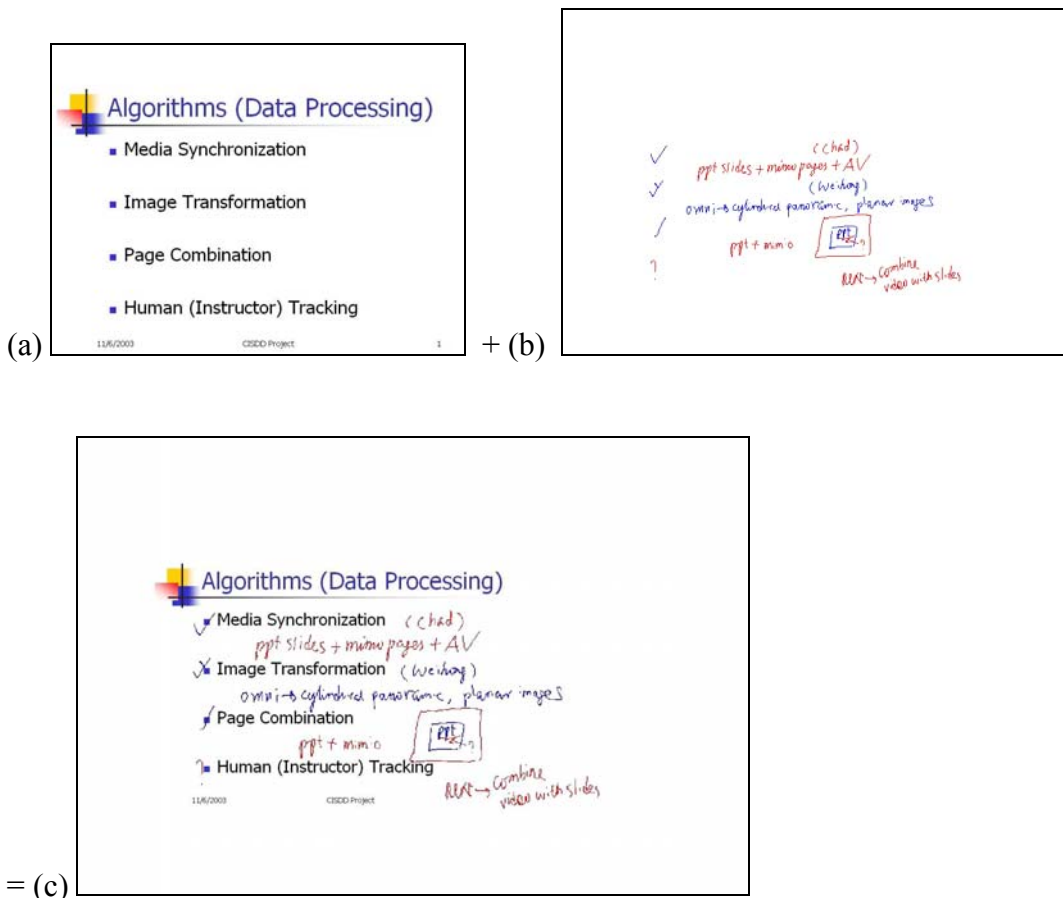 Algorithms (Data Processing)
Media Synchronization
Image Transformation
Page Combination
Human (Instructor) Tracking
11/6/2003 CISDD Project 1
(a)
+ (b)
(chad)
ppt slides + mimio pages + AV
(Weihong)
omni→ cylindrical panoramic, planar images
ppt + mimio
ppt
?
?
→ combine
video with slides
Algorithms (Data Processing)
Media Synchronization (chad)
ppt slides + mimio pages + AV
Image Transformation (Weihong)
omni→ cylindrical panoramic, planar images
Page Combination
ppt + mimio
ppt
?
? Human (Instructor) Tracking
→ combine
video with slides
11/6/2003 CISDD Project
= (c)